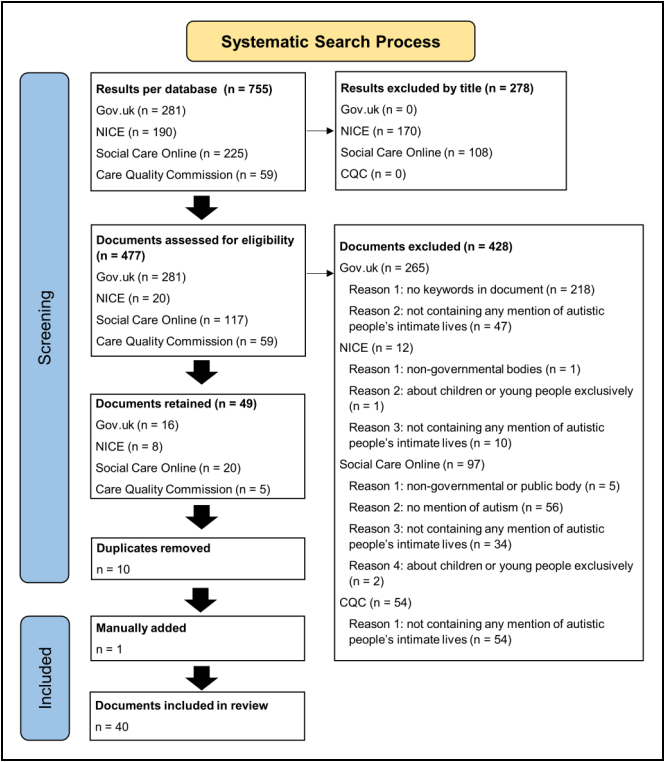 Systematic Search Process
Screening
Results per database (n = 755)
Gov.uk (n = 281)
NICE (n = 190)
Social Care Online (n = 225)
Care Quality Commission (n = 59)
Results excluded by title (n = 278)
Gov.uk (n = 0)
NICE (n = 170)
Social Care Online (n = 108)
CQC (n = 0)
Documents assessed for eligibility
(n = 477)
Gov.uk (n = 281)
NICE (n = 20)
Social Care Online (n = 117)
Care Quality Commission (n = 59)
Documents excluded (n = 428)
Gov.uk (n = 265)
Reason 1: no keywords in document (n = 218)
Reason 2: not containing any mention of autistic
people's intimate lives (n = 47)
NICE (n = 12)
Reason 1: non-governmental bodies (n = 1)
Reason 2: about children or young people exclusively
(n = 1)
Reason 3: not containing any mention of autistic
people's intimate lives (n = 10)
Social Care Online (n = 97)
Reason 1: non-governmental or public body (n = 5)
Reason 2: no mention of autism (n = 56)
Reason 3: not containing any mention of autistic
people's intimate lives (n = 34)
Reason 4: about children or young people exclusively
(n = 2)
CQC (n = 54)
Reason 1: not containing any mention of autistic
people's intimate lives (n = 54)
Documents retained (n = 49)
Gov.uk (n = 16)
NICE (n = 8)
Social Care Online (n = 20)
Care Quality Commission (n = 5)
Duplicates removed
n = 10
Included
Manually added
n = 1
Documents included in review
n = 40